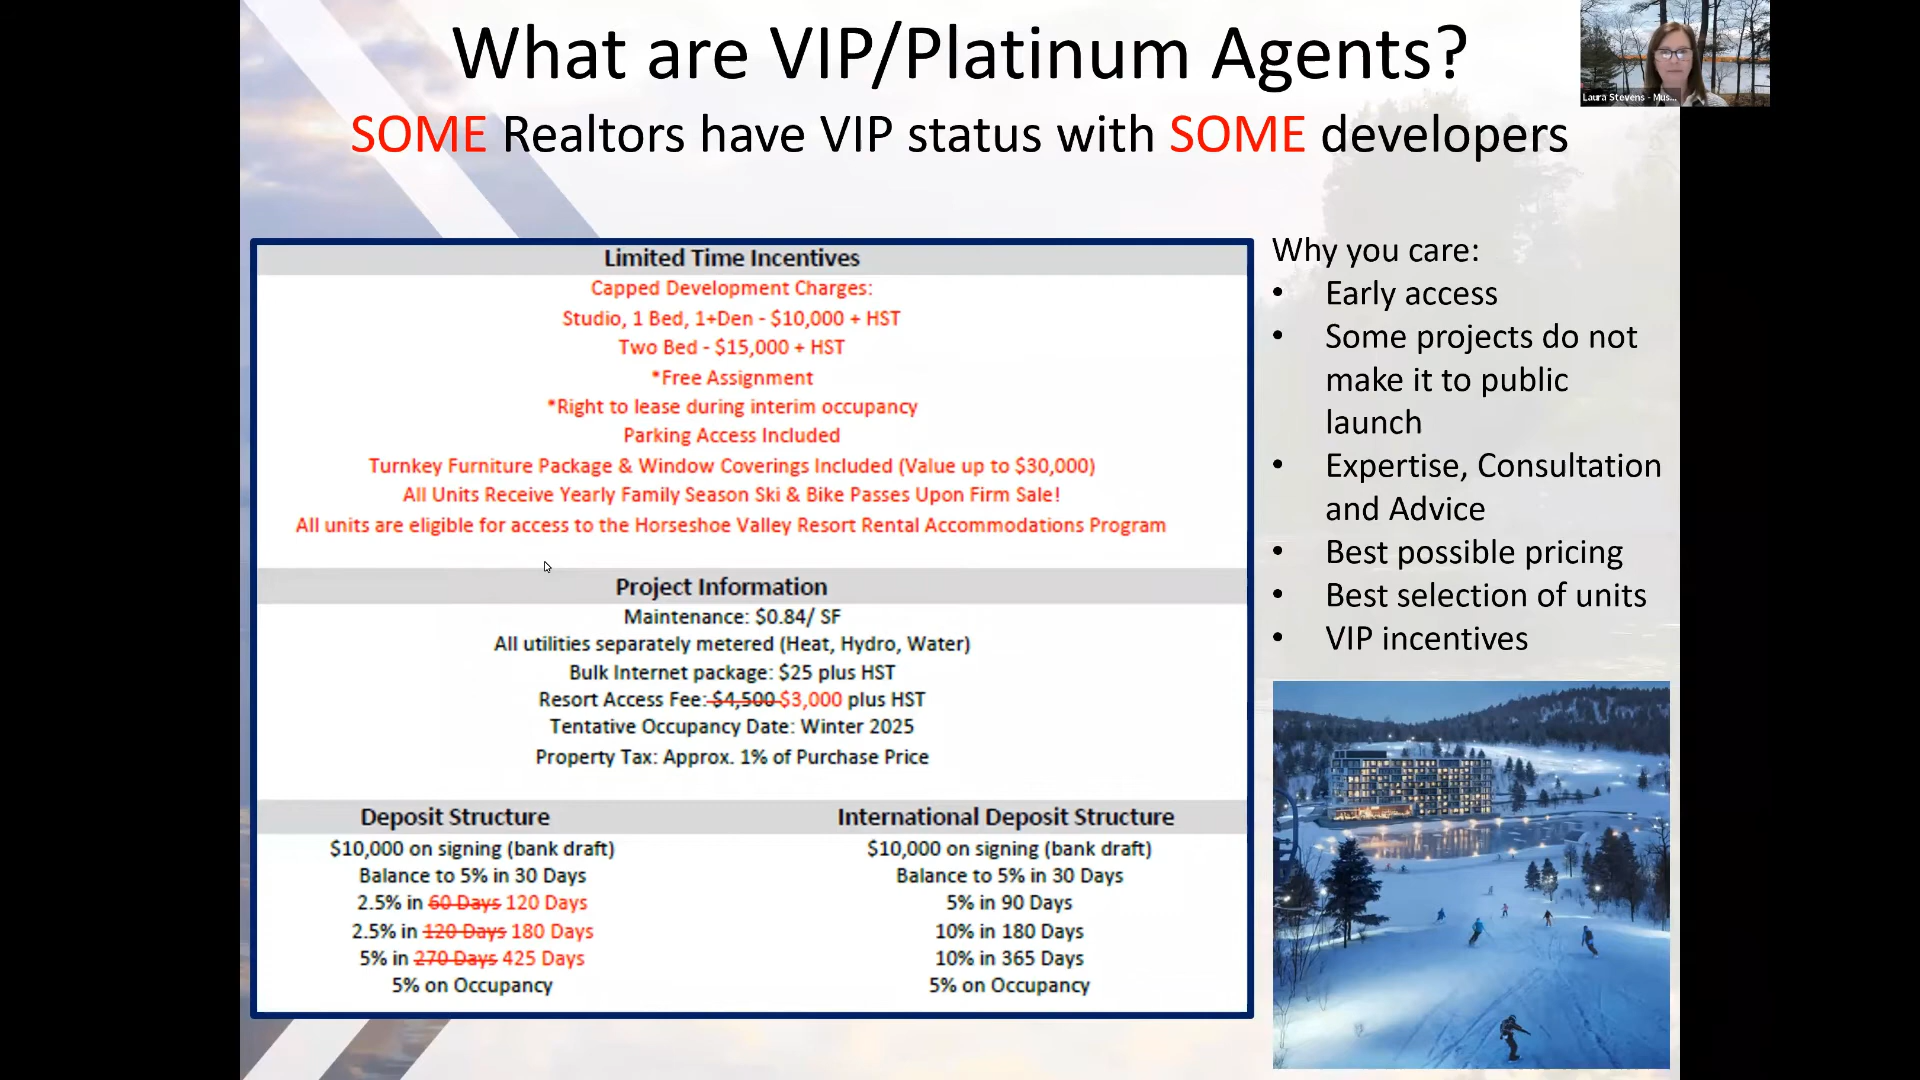 What are VIP/Platinum Agents?
SOME Realtors have VIP status with SOME developers
Laura Stevens - Mus...
Limited Time Incentives
Capped Development Charges:
Studio, 1 Bed, 1+Den - $10,000 + HST
Two Bed - $15,000 + HST
*Free Assignment
*Right to lease during interim occupancy
Parking Access Included
Turnkey Furniture Package & Window Coverings Included (Value up to $30,000)
All Units Receive Yearly Family Season Ski & Bike Passes Upon Firm Sale!
All units are eligible for access to the Horseshoe Valley Resort Rental Accommodations Program
Project Information
Maintenance: $0.84/ SF
All utilities separately metered (Heat, Hydro, Water)
Bulk Internet package: $25 plus HST
Resort Access Fee: $4,500 $3,000 plus HST
Tentative Occupancy Date: Winter 2025
Property Tax: Approx. 1% of Purchase Price
Deposit Structure
$10,000 on signing (bank draft)
Balance to 5% in 30 Days
2.5% in 60 Days 120 Days
2.5% in 120 Days 180 Days
5% in 270 Days 425 Days
5% on Occupancy
International Deposit Structure
$10,000 on signing (bank draft)
Balance to 5% in 30 Days
5% in 90 Days
10% in 180 Days
10% in 365 Days
5% on Occupancy
Why you care:
• Early access
• Some projects do not
make it to public
launch
• Expertise, Consultation
and Advice
• Best possible pricing
• Best selection of units
• VIP incentives